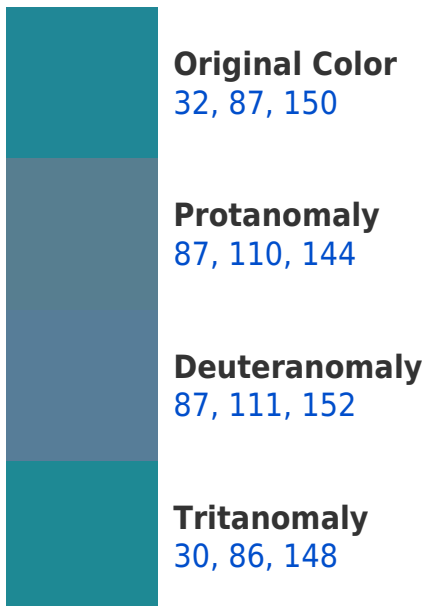 Original Color
32, 87, 150
Protanomaly
87, 110, 144
Deuteranomaly
87, 111, 152
Tritanomaly
30, 86, 148